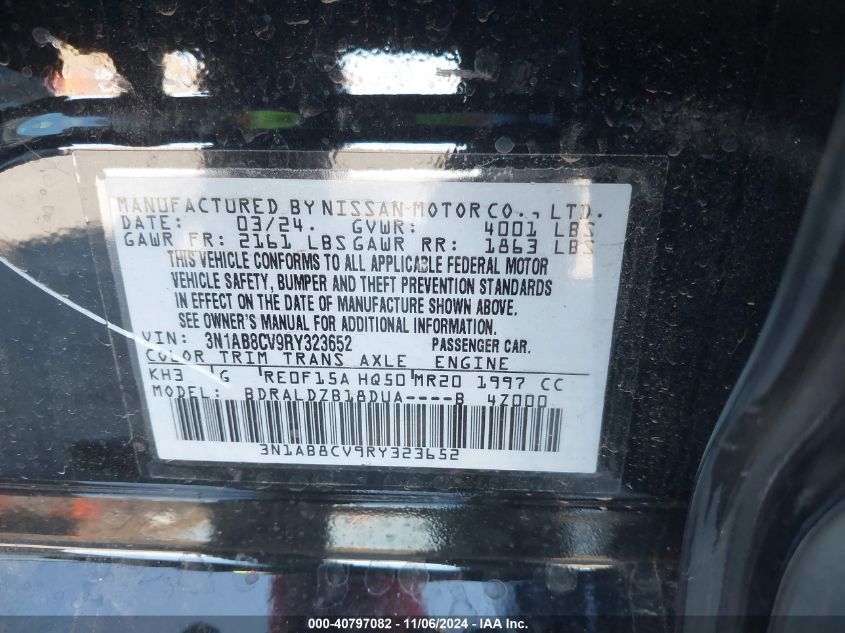 MANUFACTURED BY NISSAN MOTOR CO., LTD.
DATE: 03/24. GVWR: 4001 LBS
GAWR FR: 2161 LBS GAWR RR: 1863 LBS
THIS VEHICLE CONFORMS TO ALL APPLICABLE FEDERAL MOTOR
VEHICLE SAFETY, BUMPER AND THEFT PREVENTION STANDARDS
IN EFFECT ON THE DATE OF MANUFACTURE SHOWN ABOVE.
SEE OWNER'S MANUAL FOR ADDITIONAL INFORMATION.
VIN: 3N1AB8CV9RY323652 PASSENGER CAR.
COLOR TRIM TRANS AXLE ENGINE
KH3 G RE0F15A HQ50 MR20 1997 CC
MODEL: BDRALDZB18DUA----B 4Z000
3N1AB8CV9RY323652
000-40797082 - 11/06/2024 - IAA Inc.